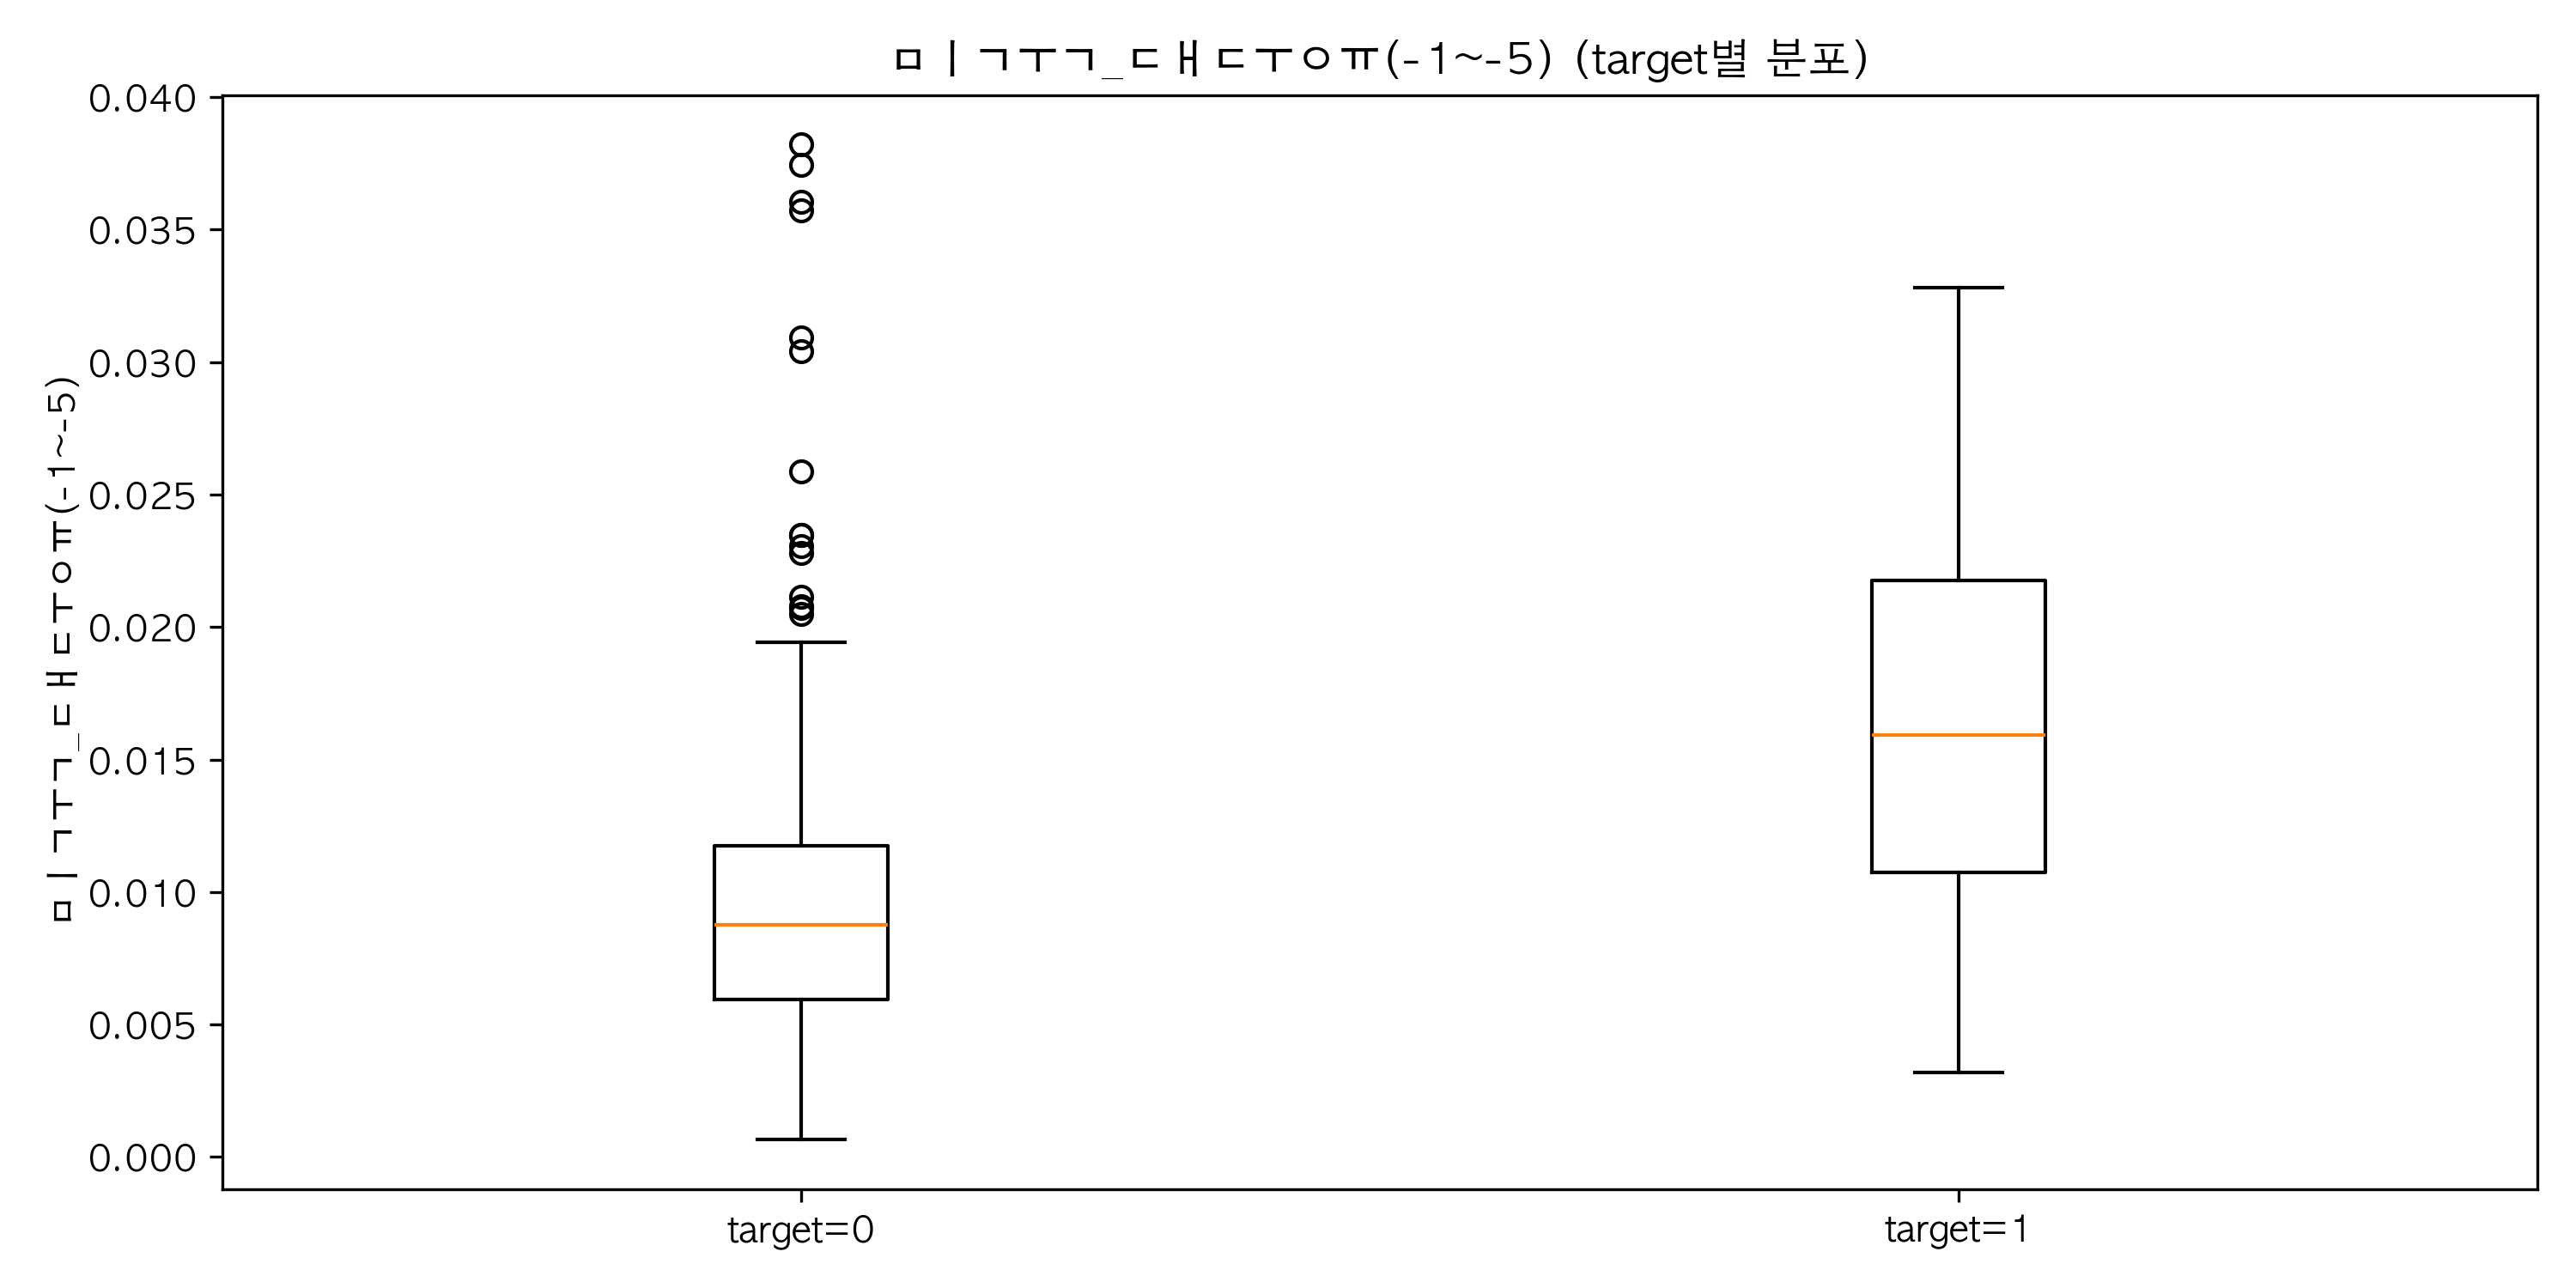 ㅁㅣㄱㅜㄱ_ㄷㅐㄷㅜㅇㅠ(-1~-5) (target별 분포)
ㅁㅣㄱㅜㄱ_ㄷㅐㄷㅜㅇㅠ(-1~-5)
0.040
0.035
0.030
0.025
0.020
0.015
0.010
0.005
0.000
target=0
target=1